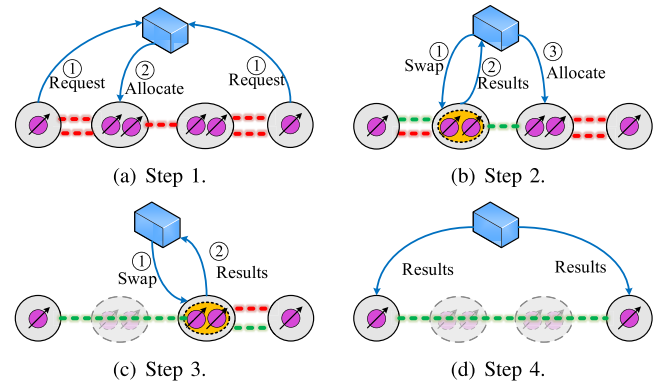 ① Request
② Allocate
① Request
(a) Step 1.
① Swap
② Results
③ Allocate
(b) Step 2.
① Swap
② Results
(c) Step 3.
Results
Results
(d) Step 4.